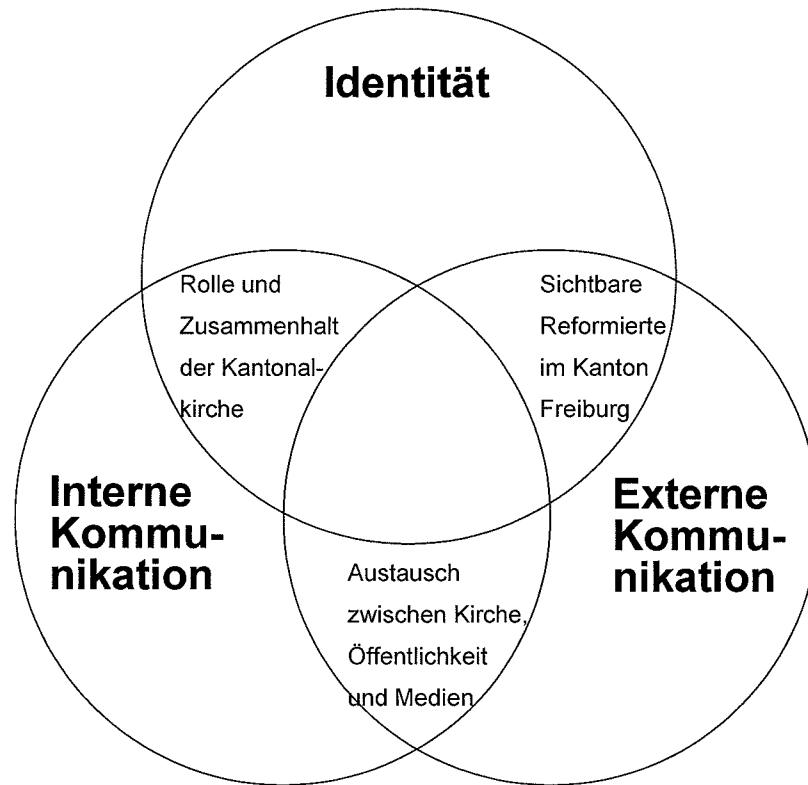 Identität
Rolle und
Zusammenhalt
der Kantonal-
kirche
Sichtbare
Reformierte
im Kanton
Freiburg
Interne
Kommu-
nikation
Externe
Kommu-
nikation
Austausch
zwischen Kirche,
Öffentlichkeit
und Medien